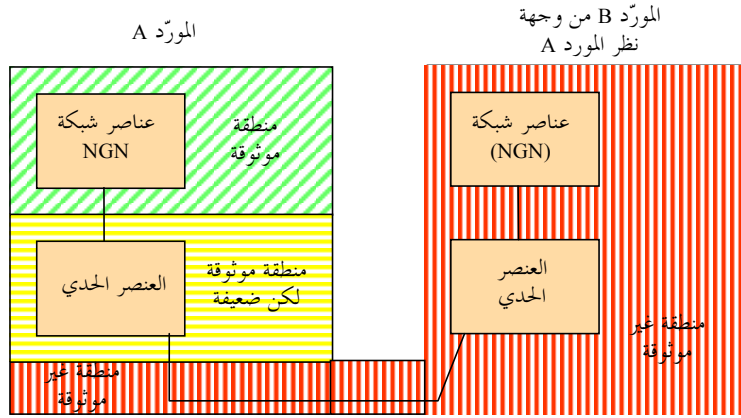 المورّد B من وجهة
نظر المورد A
المورّد A
عناصر شبكة
(NGN)
منطقة
موثوقة
عناصر شبكة
NGN
العنصر
الحدي
منطقة موثوقة
لكن ضعيفة
العنصر الحدي
منطقة غير
موثوقة
منطقة غير
موثوقة